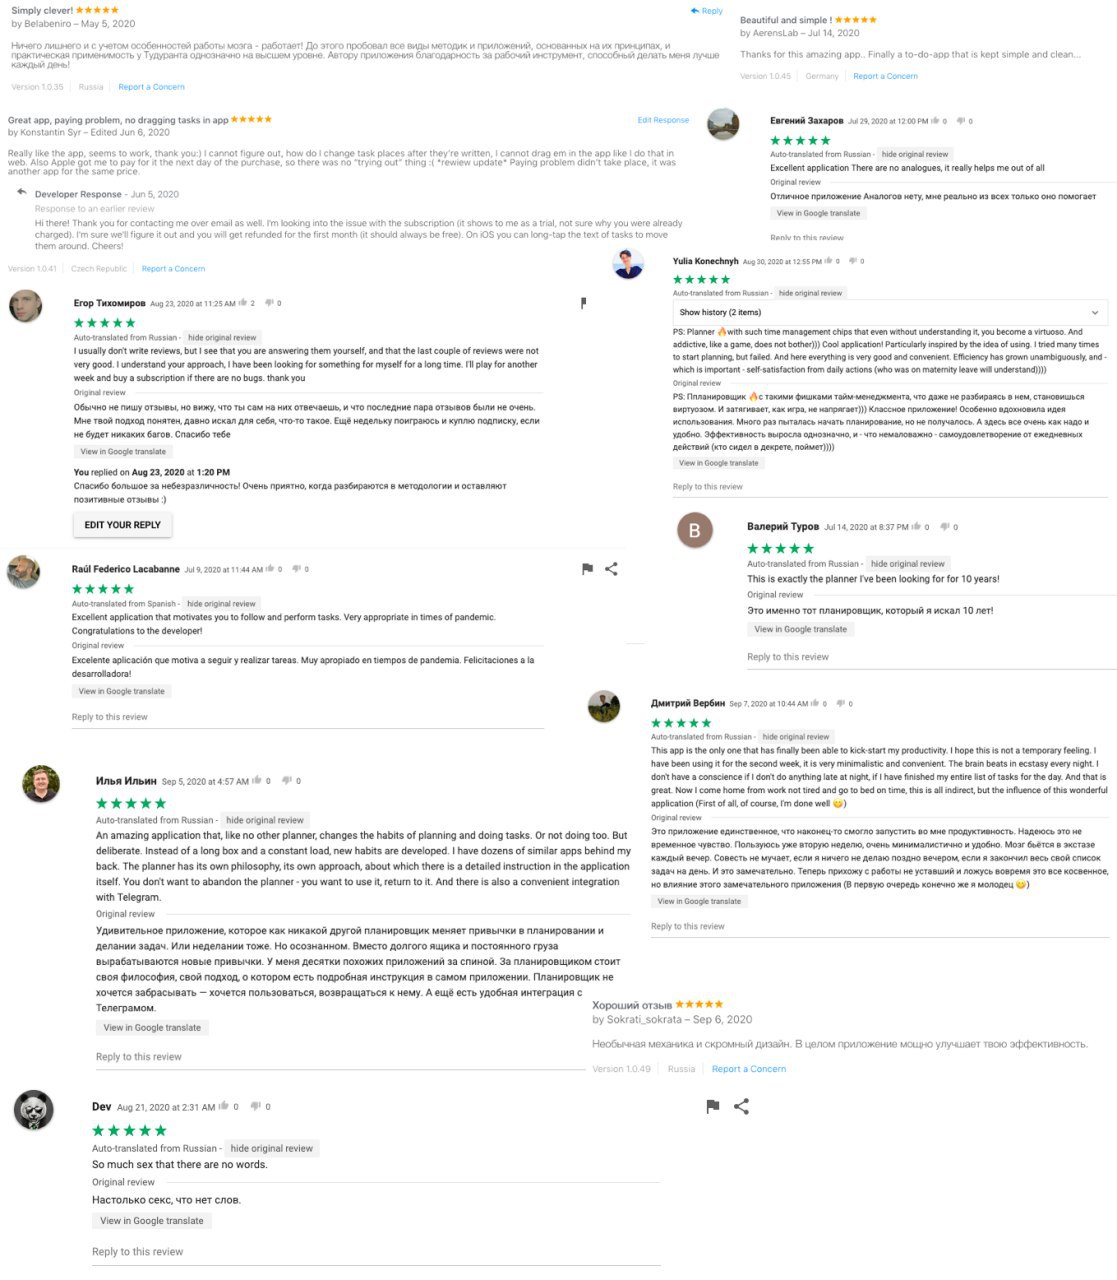 Simply clever! ★★★★★
Reply
by Belabeniro – May 5, 2020
Ничего лишнего и с учетом особенностей работы мозга - работает! До этого пробовал все виды методик и приложений, основанных на их принципах, и
практическая применимость у Тудуранта однозначно на высшем уровне. Автору приложения благодарность за рабочий инструмент, способный делать меня лучше
каждый день!
Version 1.0.35 | Russia | Report a Concern
Beautiful and simple ! ★★★★★
by AerensLab – Jul 14, 2020
Thanks for this amazing app.. Finally a to-do-app that is kept simple and clean...
Version 1.0.45 | Germany | Report a Concern
Great app, paying problem, no dragging tasks in app ★★★★★
Edit Response
by Konstantin Syr – Edited Jun 6, 2020
Really like the app, seems to work, thank you:) I cannot figure out, how do I change task places after they're written, I cannot drag em in the app like I do that in
web. Also Apple got me to pay for it the next day of the purchase, so there was no "trying out" thing :( *rewiew update* Paying problem didn't take place, it was
another app for the same price.
Developer Response - Jun 5, 2020
Response to an earlier review
Hi there! Thank you for contacting me over email as well. I'm looking into the issue with the subscription (it shows to me as a trial, not sure why you were already
charged). I'm sure we'll figure it out and you will get refunded for the first month (it should always be free). On iOS you can long-tap the text of tasks to move
them around. Cheers!
Version 1.0.41 | Czech Republic | Report a Concern
Евгений Захаров Jul 29, 2020 at 12:00 PM 0 0
★★★★★
Auto-translated from Russian - hide original review
Excellent application There are no analogues, it really helps me out of all
Original review
Отличное приложение Аналогов нету, мне реально из всех только оно помогает
View in Google translate
Reply to this review
Yulia Konechnyh Aug 30, 2020 at 12:55 PM 0 0
★★★★★
Auto-translated from Russian - hide original review
Show history (2 items)
PS: Planner 🔥with such time management chips that even without understanding it, you become a virtuoso. And
addictive, like a game, does not bother))) Cool application! Particularly inspired by the idea of using. I tried many times
to start planning, but failed. And here everything is very good and convenient. Efficiency has grown unambiguously, and -
which is important - self-satisfaction from daily actions (who was on maternity leave will understand))))
Original review
PS: Ппланировщик 🔥с такими фишками тайм-менеджмента, что даже не разбираясь в нем, становишься
виртуозом. И затягивает, как игра, не напрягает))) Классное приложение! Особенно вдохновила идея
использования. Много раз пыталась начать планирование, но не получалось. А здесь все очень как надо и
удобно. Эффективность выросла однозначно, и - что немаловажно - самоудовлетворение от ежедневных
действий (кто сидел в декрете, поймет))))
View in Google translate
Reply to this review
Егор Тихомиров Aug 23, 2020 at 11:25 AM 2 0
★★★★★
Auto-translated from Russian - hide original review
I usually don't write reviews, but I see that you are answering them yourself, and that the last couple of reviews were not
very good. I understand your approach, I have been looking for something for myself for a long time. I'll play for another
week and buy a subscription if there are no bugs. thank you
Original review
Обычно не пишу отзывы, но вижу, что ты сам на них отвечаешь, и что последние пара отзывов были не очень.
Мне твой подход понятен, давно искал для себя, что-то такое. Ещё недельку поиграюсь и куплю подписку, если
не будет никаких багов. Спасибо тебе
View in Google translate
You replied on Aug 23, 2020 at 1:20 PM
Спасибо большое за небезразличность! Очень приятно, когда разбираются в методологии и оставляют
позитивные отзывы :)
EDIT YOUR REPLY
B
Валерий Туров Jul 14, 2020 at 8:37 PM 0 0
★★★★★
Auto-translated from Russian - hide original review
This is exactly the planner I've been looking for for 10 years!
Original review
Это именно тот планировщик, который я искал 10 лет!
View in Google translate
Reply to this review
Raúl Federico Lacabanne Jul 9, 2020 at 11:44 AM 0 0
★★★★★
Auto-translated from Spanish - hide original review
Excellent application that motivates you to follow and perform tasks. Very appropriate in times of pandemic.
Congratulations to the developer!
Original review
Excelente aplicación que motiva a seguir y realizar tareas. Muy apropiado en tiempos de pandemia. Felicitaciones a la
desarrolladora!
View in Google translate
Reply to this review
Дмитрий Вербин Sep 7, 2020 at 10:44 AM 0 0
★★★★★
Auto-translated from Russian - hide original review
This app is the only one that has finally been able to kick-start my productivity. I hope this is not a temporary feeling. I
have been using it for the second week, it is very minimalistic and convenient. The brain beats in ecstasy every night. I
don't have a conscience if I don't do anything late at night, if I have finished my entire list of tasks for the day. And that is
great. Now I come home from work not tired and go to bed on time, this is all indirect, but the influence of this wonderful
application (First of all, of course, I'm done well 😋)
Original review
Это приложение единственное, что наконец-то смогло запустить во мне продуктивность. Надеюсь это не
временное чувство. Пользуюсь уже вторую неделю, очень минималистично и удобно. Мозг бьётся в экстазе
каждый вечер. Совесть не мучает, если я ничего не делаю поздно вечером, если я закончил весь свой список
задач на день. И это замечательно. Теперь прихожу с работы не уставший и ложусь вовремя это все косвенное,
но влияние этого замечательного приложения (В первую очередь конечно же я молодец 😋)
View in Google translate
Reply to this review
Илья Ильин Sep 5, 2020 at 4:57 AM 0 0
★★★★★
Auto-translated from Russian - hide original review
An amazing application that, like no other planner, changes the habits of planning and doing tasks. Or not doing too. But
deliberate. Instead of a long box and a constant load, new habits are developed. I have dozens of similar apps behind my
back. The planner has its own philosophy, its own approach, about which there is a detailed instruction in the application
itself. You don't want to abandon the planner - you want to use it, return to it. And there is also a convenient integration
with Telegram.
Original review
Удивительное приложение, которое как никакой другой планировщик меняет привычки в планировании и
делании задач. Или неделании тоже. Но осознанном. Вместо долгого ящика и постоянного груза
вырабатываются новые привычки. У меня десятки похожих приложений за спиной. За планировщиком стоит
своя философия, свой подход, о котором есть подробная инструкция в самом приложении. Планировщик не
хочется забрасывать — хочется пользоваться, возвращаться к нему. А ещё есть удобная интеграция с
Телеграмом.
View in Google translate
Reply to this review
Хороший отзыв ★★★★★
by Sokrati_sokrata – Sep 6, 2020
Необычная механика и скромный дизайн. В целом приложение мощно улучшает твою эффективность.
Version 1.0.49 | Russia | Report a Concern
Dev Aug 21, 2020 at 2:31 AM 0 0
★★★★★
Auto-translated from Russian - hide original review
So much sex that there are no words.
Original review
Настолько секс, что нет слов.
View in Google translate
Reply to this review